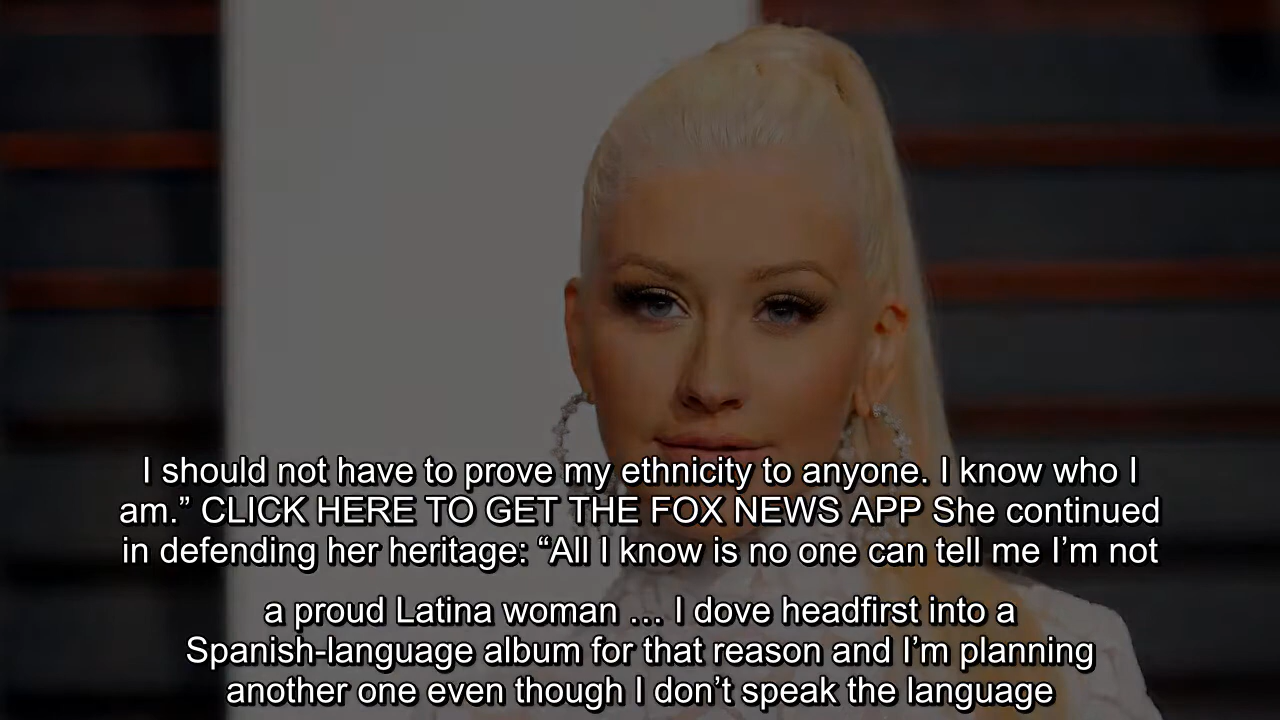 I should not have to prove my ethnicity to anyone. I know who I
am.” CLICK HERE TO GET THE FOX NEWS APP She continued
in defending her heritage: “All I know is no one can tell me I’m not
a proud Latina woman … I dove headfirst into a
Spanish-language album for that reason and I’m planning
another one even though I don’t speak the language